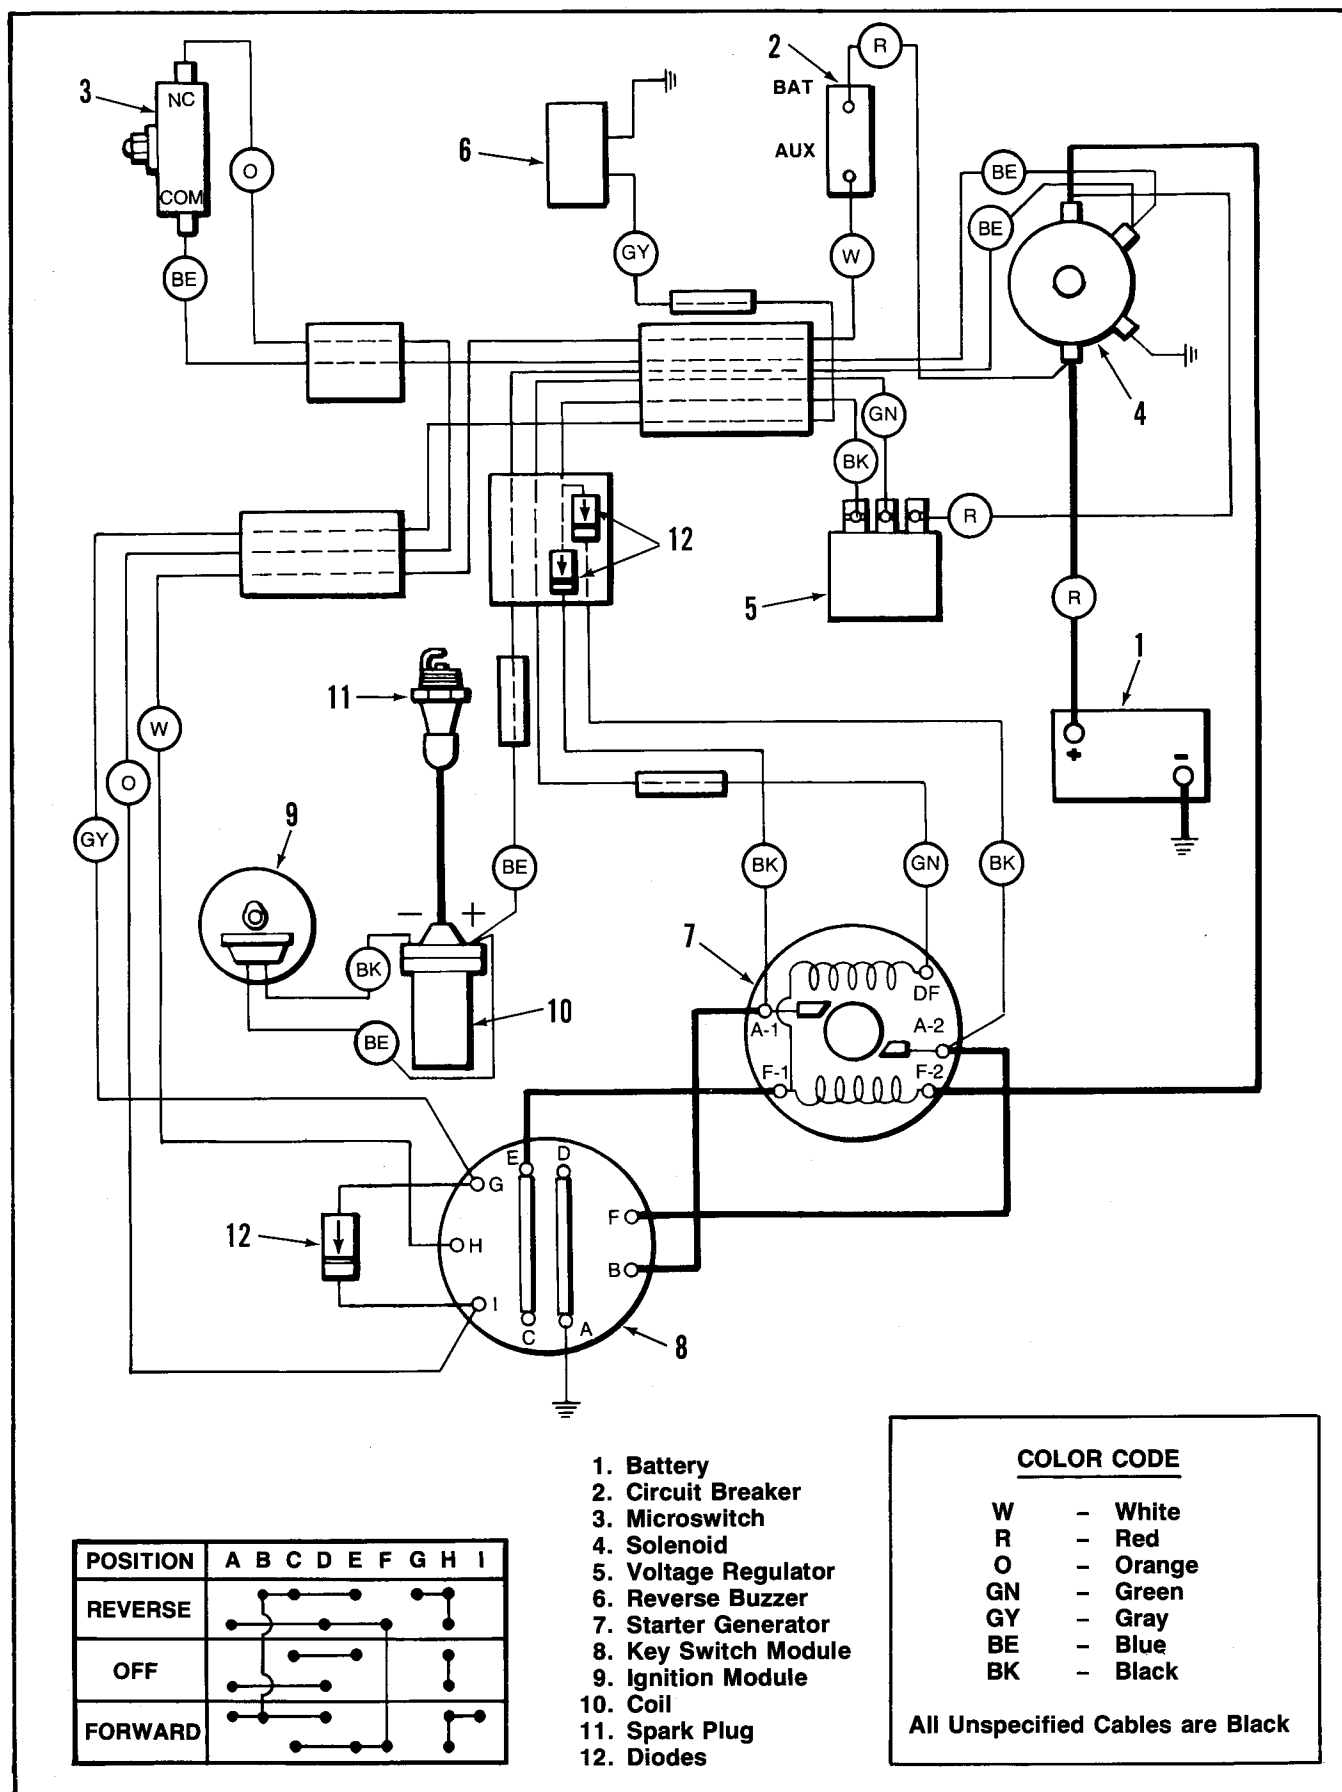 3
NC
COM
O
BE
6
GY
2
R
BAT
AUX
W
BE
BE
4
GN
BK
R
5
12
R
1
+
-
11
W
O
GY
9
BE
BK
GN
BK
- +
BK
BE
10
7
DF
A-1
A-2
F-1
F-2
E
D
G
H
I
F
B
C
A
12
8
1. Battery
2. Circuit Breaker
3. Microswitch
4. Solenoid
5. Voltage Regulator
6. Reverse Buzzer
7. Starter Generator
8. Key Switch Module
9. Ignition Module
10. Coil
11. Spark Plug
12. Diodes
COLOR CODE
W - White
R - Red
O - Orange
GN - Green
GY - Gray
BE - Blue
BK - Black
All Unspecified Cables are Black
POSITION A B C D E F G H I
REVERSE
OFF
FORWARD